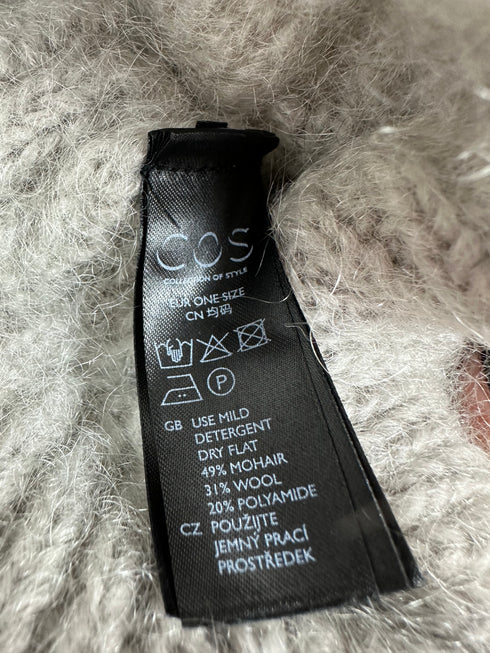 COS
COLLECTION OF STYLE
EUR ONE-SIZE
CN 均码
P
GB USE MILD
DETERGENT
DRY FLAT
49% MOHAIR
31% WOOL
20% POLYAMIDE
CZ POUŽIJTE
JEMNÝ PRACÍ
PROSTŘEDEK